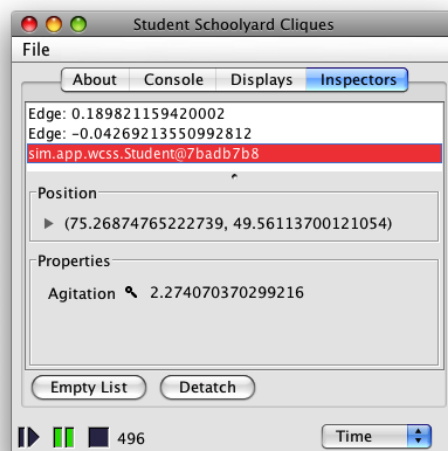 Student Schoolyard Cliques
File
About Console Displays Inspectors
Edge: 0.189821159420002
Edge: -0.04269213550992812
sim.app.wcss.Student@7badb7b8
Position
(75.26874765222739, 49.56113700121054)
Properties
Agitation 2.274070370299216
Empty List Detatch
496 Time